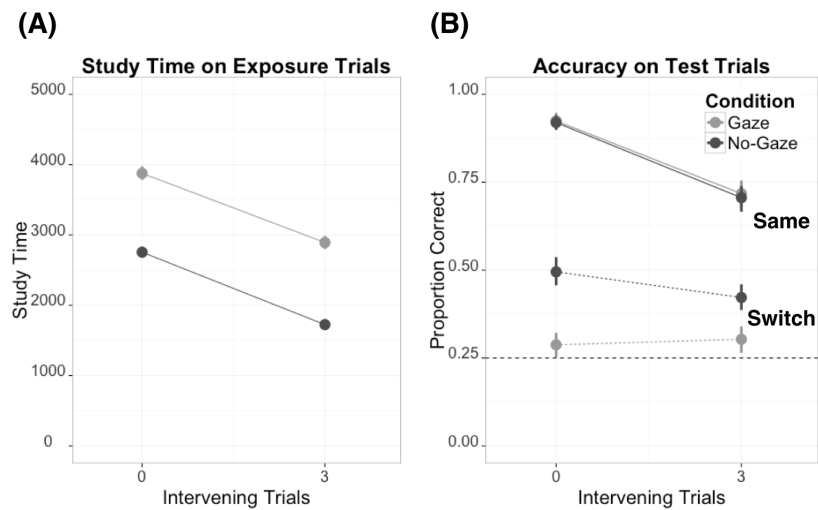 (A)
Study Time on Exposure Trials
Study Time
5000
4000
3000
2000
1000
0
0 3
Intervening Trials
(B)
Accuracy on Test Trials
Proportion Correct
1.00
0.75
0.50
0.25
0.00
Condition
Gaze
No-Gaze
Same
Switch
0 3
Intervening Trials